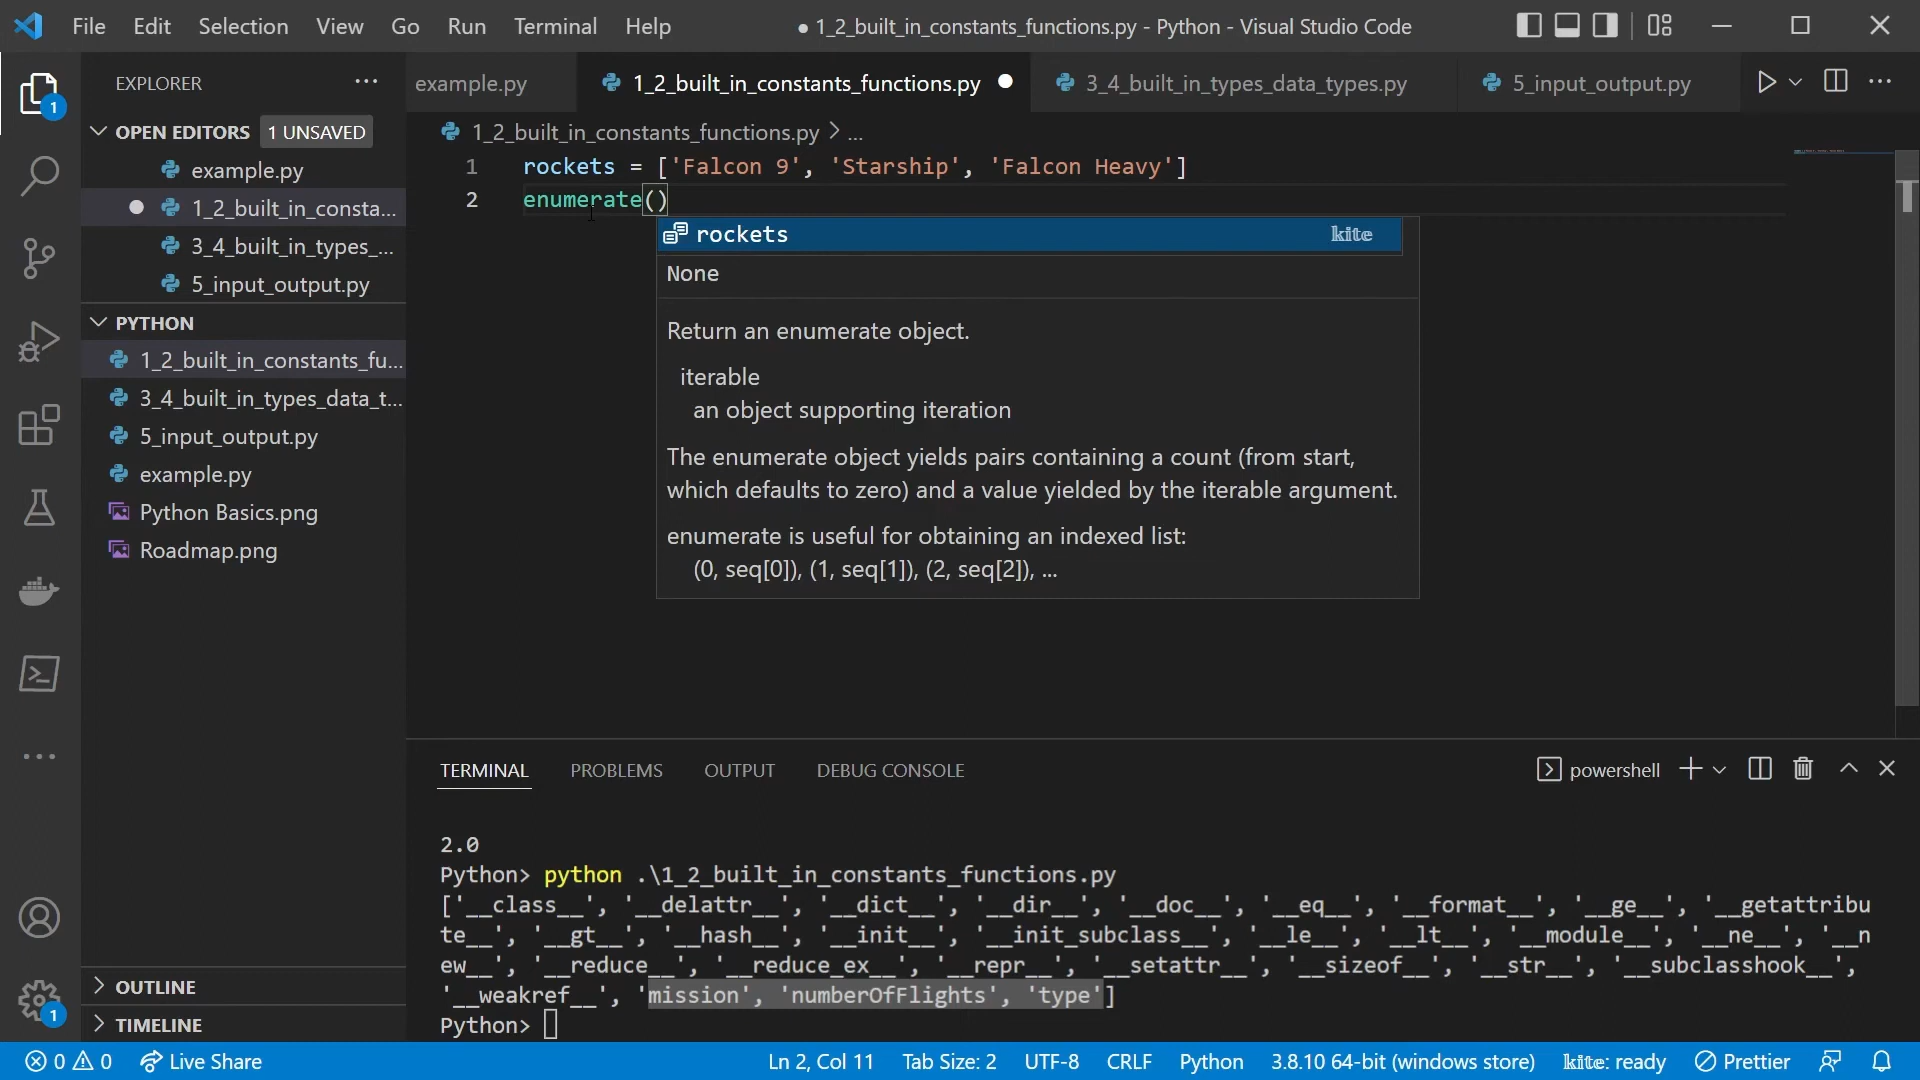 File Edit Selection View Go Run Terminal Help
● 1_2_built_in_constants_functions.py - Python - Visual Studio Code
EXPLORER
example.py
1_2_built_in_constants_functions.py
3_4_built_in_types_data_types.py
5_input_output.py
OPEN EDITORS 1 UNSAVED
example.py
1_2_built_in_consta...
3_4_built_in_types_...
5_input_output.py
PYTHON
1_2_built_in_constants_fu...
3_4_built_in_types_data_t...
5_input_output.py
example.py
Python Basics.png
Roadmap.png
OUTLINE
TIMELINE
1
1
1_2_built_in_constants_functions.py > ...
1 rockets = ['Falcon 9', 'Starship', 'Falcon Heavy']
2 enumerate()
rockets kite
None
Return an enumerate object.
iterable
an object supporting iteration
The enumerate object yields pairs containing a count (from start,
which defaults to zero) and a value yielded by the iterable argument.
enumerate is useful for obtaining an indexed list:
(0, seq[0]), (1, seq[1]), (2, seq[2]), ...
TERMINAL PROBLEMS OUTPUT DEBUG CONSOLE
powershell
2.0
Python> python .\1_2_built_in_constants_functions.py
['__class__', '__delattr__', '__dict__', '__dir__', '__doc__', '__eq__', '__format__', '__ge__', '__getattribu
te__', '__gt__', '__hash__', '__init__', '__init_subclass__', '__le__', '__lt__', '__module__', '__ne__', '__n
ew__', '__reduce__', '__reduce_ex__', '__repr__', '__setattr__', '__sizeof__', '__str__', '__subclasshook__',
'__weakref__', 'mission', 'numberOfFlights', 'type']
Python>
0 0 Live Share
Ln 2, Col 11 Tab Size: 2 UTF-8 CRLF Python 3.8.10 64-bit (windows store) kite: ready Prettier